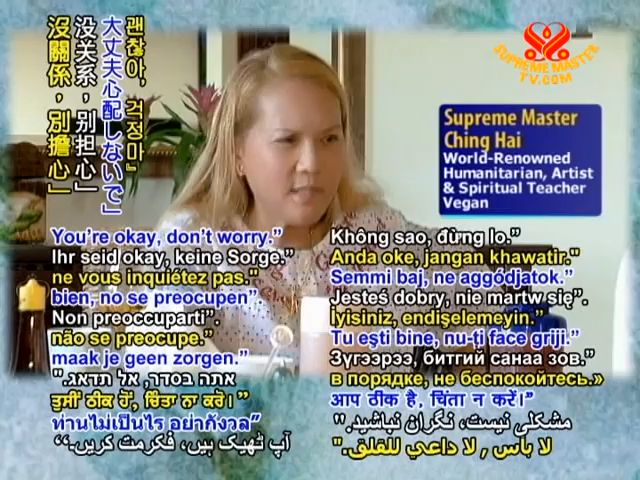 괜찮아, 걱정마』
大丈夫心配しないで」
没关系，别担心」
沒關係，別擔心」
SUPREME MASTER
TV.COM
Supreme Master
Ching Hai
World-Renowned
Humanitarian, Artist
& Spiritual Teacher
Vegan
You're okay, don't worry.”
Ihr seid okay, keine Sorge.”
ne vous inquiétez pas."
bien, no se preocupen”
Non preoccuparti”.
não se preocupe.”
maak je geen zorgen.”
אתה בסדר, אל תדאג."
ਤੁਸੀਂ ਠੀਕ ਹੋਂ, ਚਿੰਤਾ ਨਾ ਕਰੋ।”
ท่านไม่เป็นไร อย่ากังวล”
آپ ٹھیک ہیں، فکرمت کریں.“
Không sao, đừng lo.”
Anda oke, jangan khawatir."
Semmi baj, ne aggódjatok.”
Jesteś dobry, nie martw się”.
İyisiniz, endişelemeyin.”
Tu eşti bine, nu-ţi face griji.”
Зүгээрээ, битгий санаа зов.”
в порядке, не беспокойтесь.»
आप ठीक है, चिंता न करें।”
مشکلی نیست، نگران نباشید."
لا بأس , لا داعي للقلق."